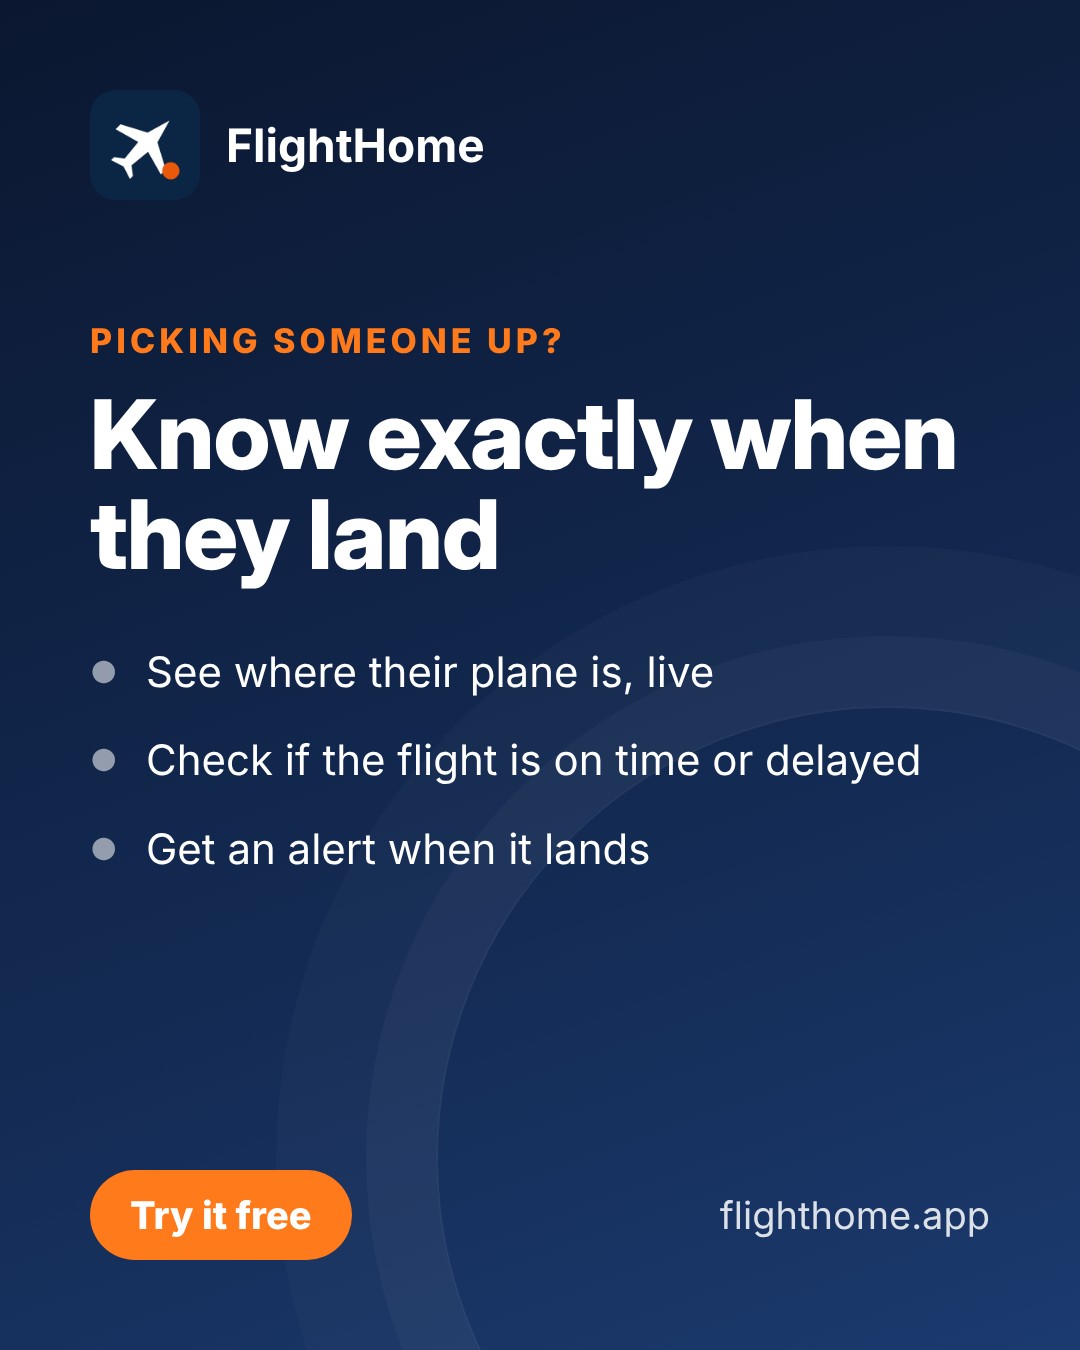 FlightHome
PICKING SOMEONE UP?
Know exactly when
they land
See where their plane is, live
Check if the flight is on time or delayed
Get an alert when it lands
Try it free
flighthome.app